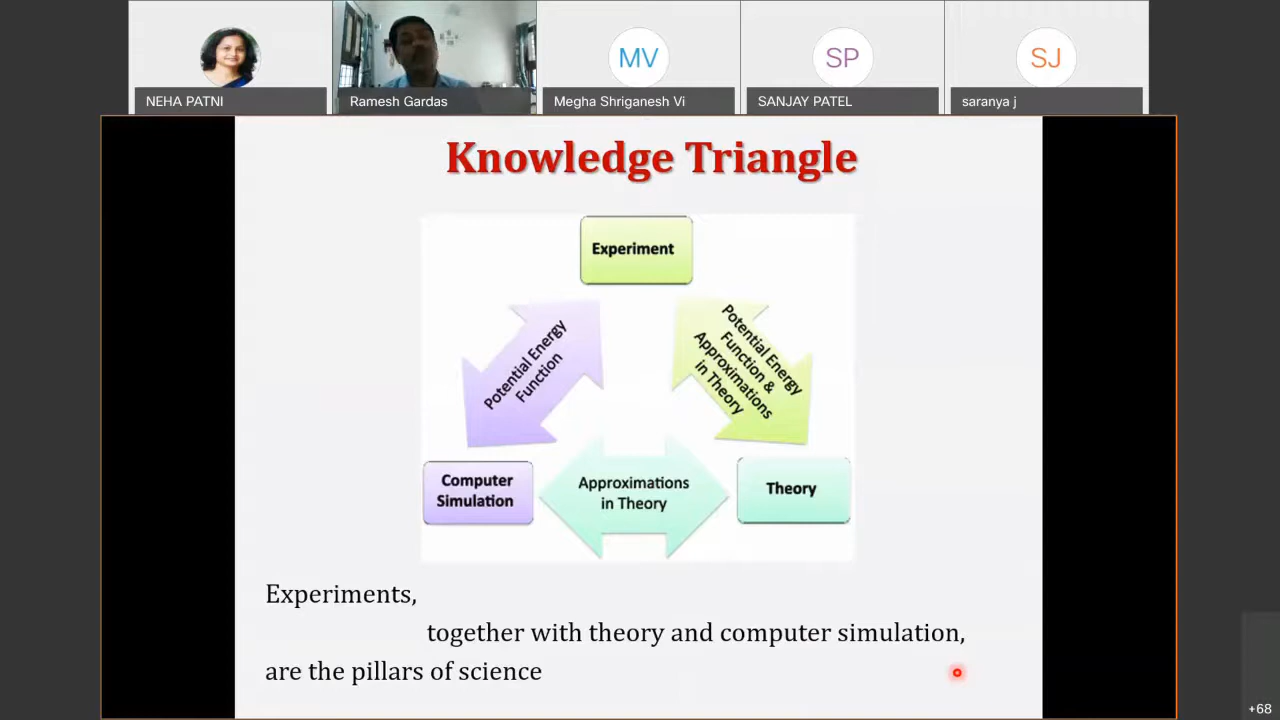 MV
SP
SJ
NEHA PATNI
Ramesh Gardas
Megha Shriganesh Vi
SANJAY PATEL
saranya j
Knowledge Triangle
Experiment
Potential Energy
Function
Potential Energy
Function &
Approximations
in Theory
Computer
Simulation
Approximations
in Theory
Theory
Experiments,
together with theory and computer simulation,
are the pillars of science
+68